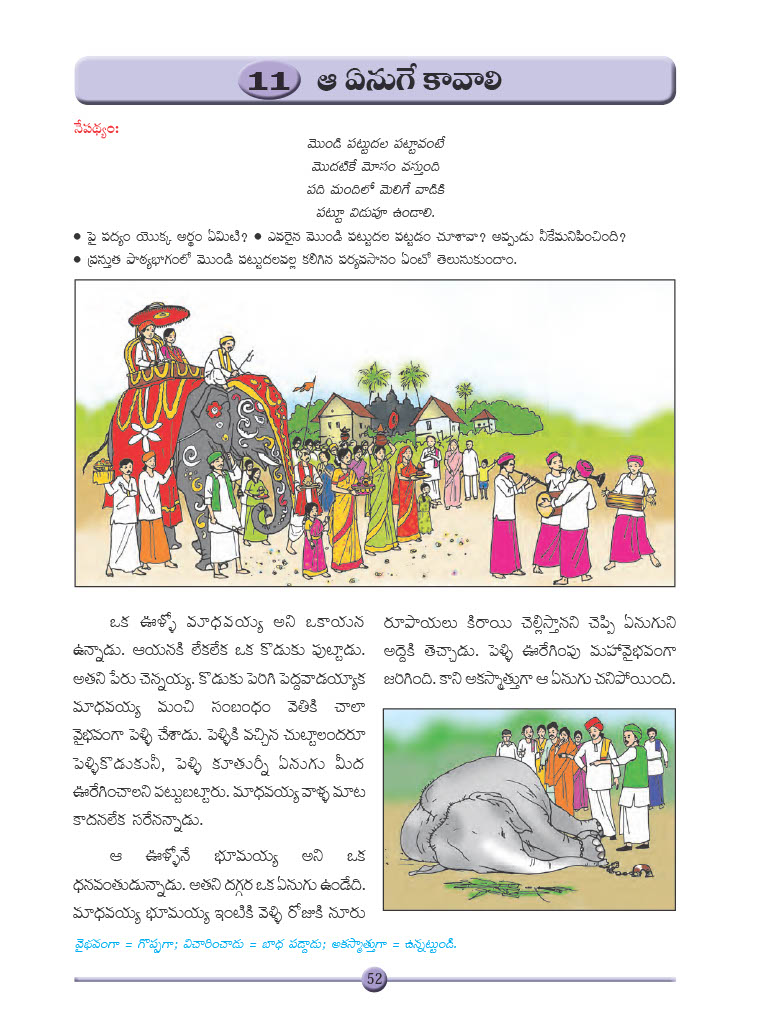 11 ఆ ఏనుగే కావాలి
నేపథ్యం:
మొండి పట్టుదల పట్టావంటే
మొదటికే మోసం వస్తుంది
పది మందిలో మెలిగే వాడికి
పట్టూ విడుపూ ఉండాలి.
● పై పద్యం యొక్క అర్థం ఏమిటి? ● ఎవరైన మొండి పట్టుదల పట్టడం చూశావా? అప్పుడు నీకేమనిపించింది?
● ప్రస్తుత పాఠ్యభాగంలో మొండి పట్టుదలవల్ల కలిగిన పర్యవసానం ఏంటో తెలుసుకుందాం.
ఒక ఊళ్ళో మాధవయ్య అని ఒకాయన
ఉన్నాడు. ఆయనకి లేకలేక ఒక కొడుకు పుట్టాడు.
అతని పేరు చెన్నయ్య. కొడుకు పెరిగి పెద్దవాడయ్యాక
మాధవయ్య మంచి సంబంధం వెతికి చాలా
వైభవంగా పెళ్ళి చేశాడు. పెళ్ళికి వచ్చిన చుట్టాలందరూ
పెళ్ళికొడుకునీ, పెళ్ళి కూతుర్నీ ఏనుగు మీద
ఊరేగించాలని పట్టుబట్టారు. మాధవయ్య వాళ్ళ మాట
కాదనలేక సరేనన్నాడు.
ఆ ఊళ్ళోనే భూమయ్య అని ఒక
ధనవంతుడున్నాడు. అతని దగ్గర ఒక ఏనుగు ఉండేది.
మాధవయ్య భూమయ్య ఇంటికి వెళ్ళి రోజుకి నూరు
రూపాయలు కిరాయి చెల్లిస్తానని చెప్పి ఏనుగుని
అద్దెకి తెచ్చాడు. పెళ్ళి ఊరేగింపు మహావైభవంగా
జరిగింది. కాని అకస్మాత్తుగా ఆ ఏనుగు చనిపోయింది.
వైభవంగా = గొప్పగా; విచారించాడు = బాధ పడ్డాడు; అకస్మాత్తుగా = ఉన్నట్టుండి.
52